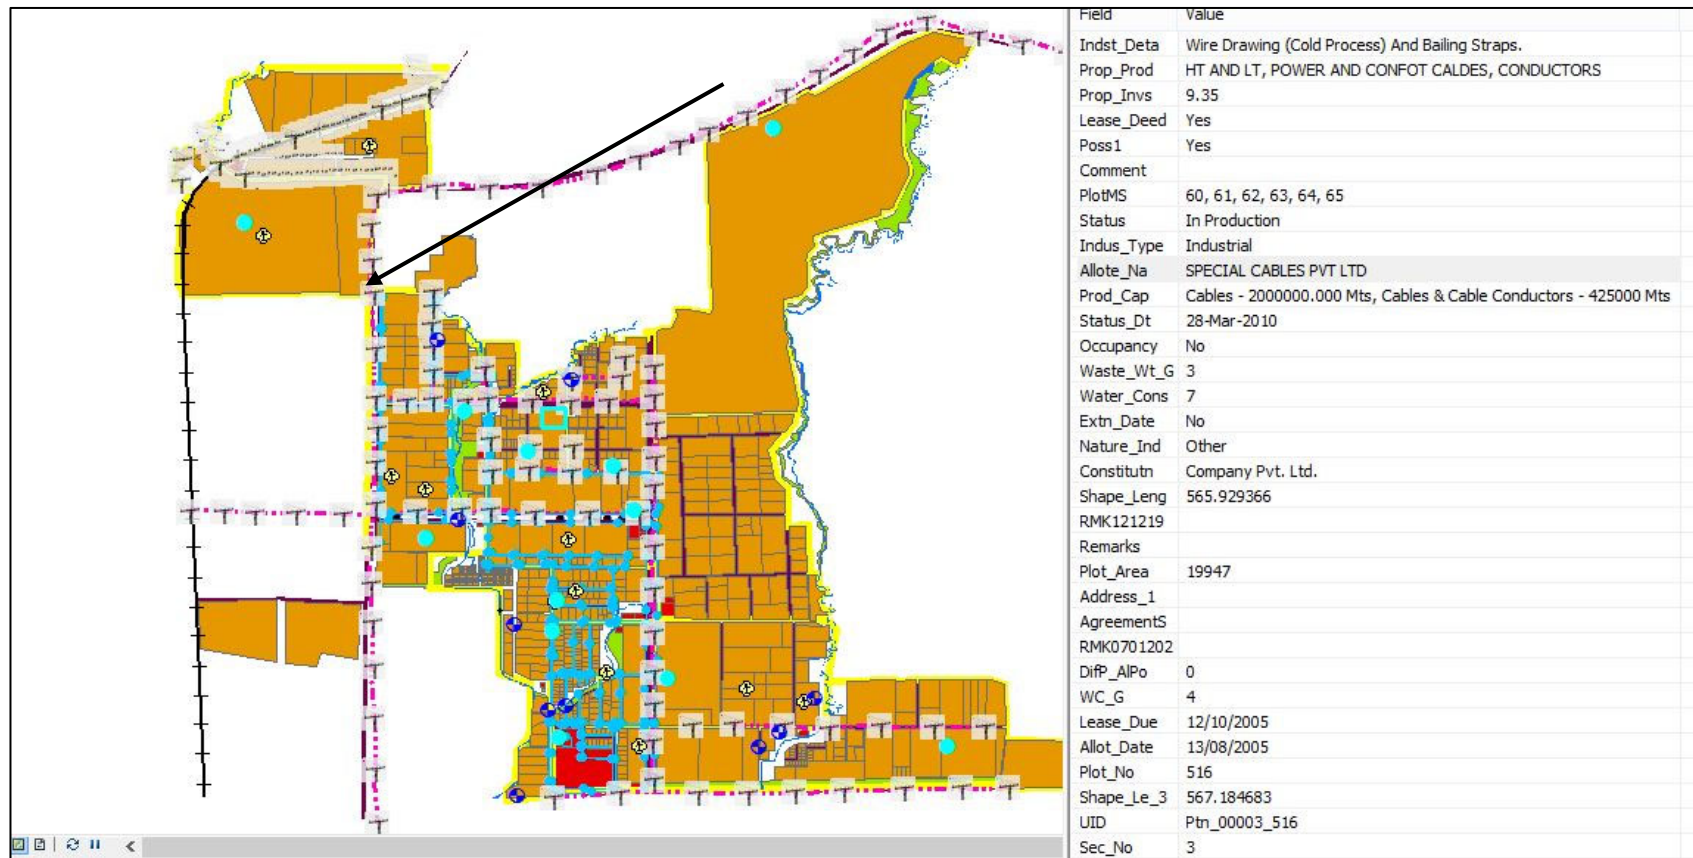 Field Value
Indst_Deta Wire Drawing (Cold Process) And Bailing Straps.
Prop_Prod HT AND LT, POWER AND CONFOT CALDES, CONDUCTORS
Prop_Invs 9.35
Lease_Deed Yes
Poss1 Yes
Comment
PlotMS 60, 61, 62, 63, 64, 65
Status In Production
Indus_Type Industrial
Allote_Na SPECIAL CABLES PVT LTD
Prod_Cap Cables - 2000000.000 Mts, Cables & Cable Conductors - 425000 Mts
Status_Dt 28-Mar-2010
Occupancy No
Waste_Wt_G 3
Water_Cons 7
Extn_Date No
Nature_Ind Other
Constitutn Company Pvt. Ltd.
Shape_Leng 565.929366
RMK121219
Remarks
Plot_Area 19947
Address_1
AgreementS
RMK0701202
DifP_AlPo 0
WC_G 4
Lease_Due 12/10/2005
Allot_Date 13/08/2005
Plot_No 516
Shape_Le_3 567.184683
UID Ptn_00003_516
Sec_No 3